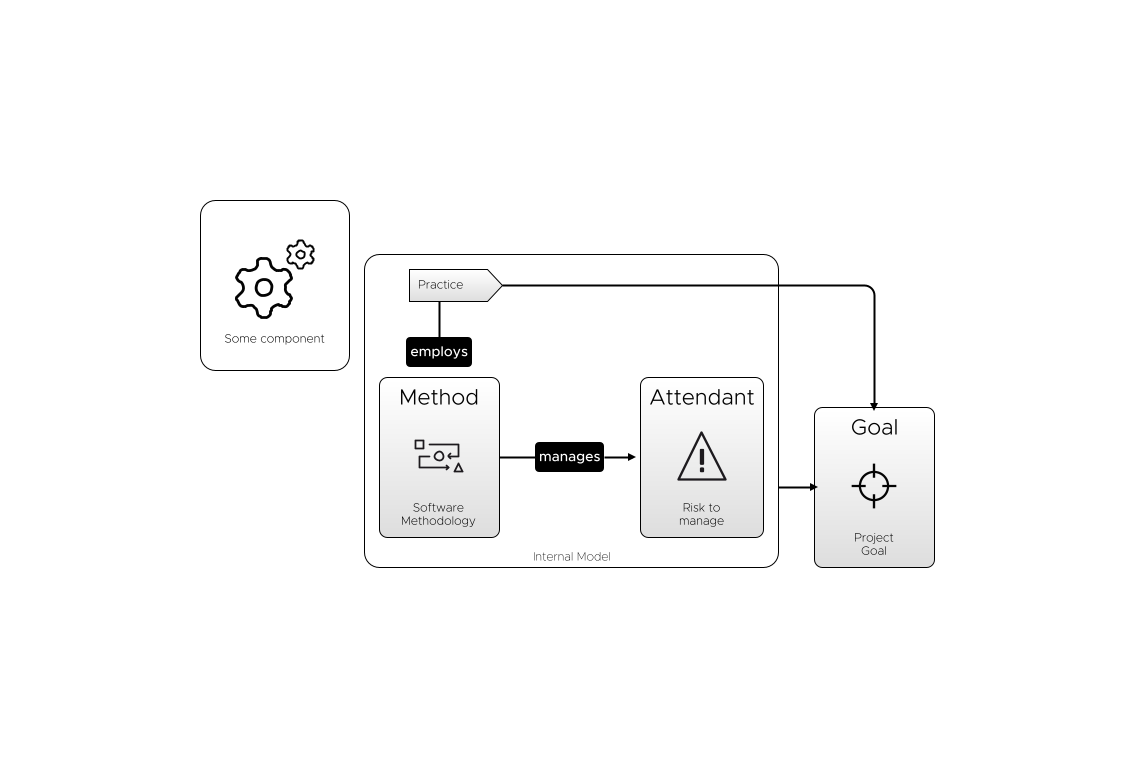 Some component
Practice
employs
Method
Software
Methodology
manages
Attendant
Risk to
manage
Internal Model
Goal
Project
Goal